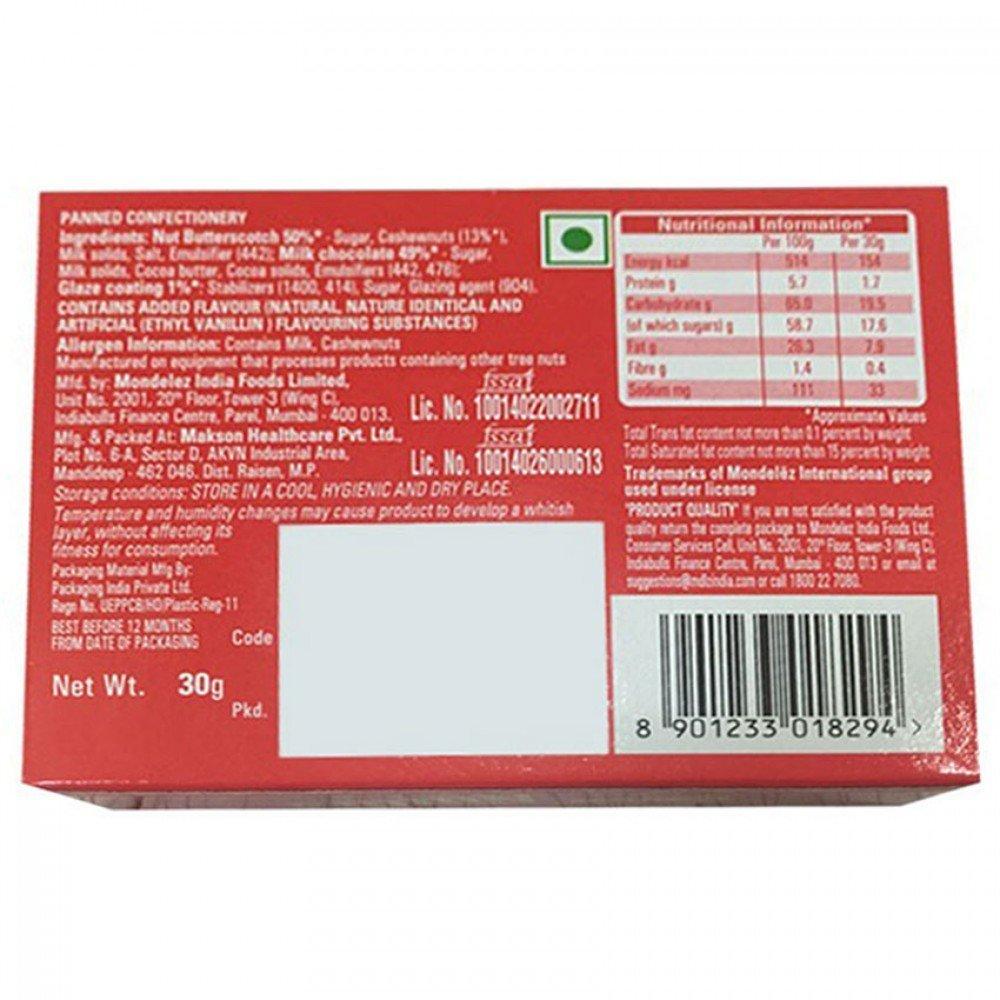 PANNED CONFECTIONERY
Ingredients: Nut Butterscotch 50%* - Sugar, Cashewnuts (13%*),
Milk solids, Salt, Emulsifier (442); Milk chocolate 49%* - Sugar,
Milk solids, Cocoa butter, Cocoa solids, Emulsifiers (442, 476);
Glaze coating 1%*: Stabilizers (1400, 414), Sugar, Glazing agent (904).
CONTAINS ADDED FLAVOUR (NATURAL, NATURE IDENTICAL AND
ARTIFICIAL (ETHYL VANILLIN ) FLAVOURING SUBSTANCES)
Allergen Information: Contains Milk, Cashewnuts
Manufactured on equipment that processes products containing other tree nuts
Mfd. by: Mondelez India Foods Limited,
Unit No. 2001, 20th Floor, Tower-3 (Wing C),
Indiabulls Finance Centre, Parel, Mumbai - 400 013.
fssai
Lic. No. 10014022002711
Mfg. & Packed At: Makson Healthcare Pvt. Ltd.,
Plot No. 6-A, Sector D, AKVN Industrial Area,
Mandideep - 462 046. Dist. Raisen, M.P.
fssai
Lic. No. 10014026000613
Storage conditions: STORE IN A COOL, HYGIENIC AND DRY PLACE.
Temperature and humidity changes may cause product to develop a whitish
layer, without affecting its
fitness for consumption.
Packaging Material Mfg By:
Packaging India Private Ltd.
Regn No. UEPPCB/HO/Plastic-Reg-11
BEST BEFORE 12 MONTHS
FROM DATE OF PACKAGING
Code
Net Wt. 30g
Pkd.
Nutritional Information*
Per 100g Per 30g
Energy kcal 514 154
Protein g 5.7 1.7
Carbohydrate g 65.0 19.5
(of which sugars) g 58.7 17.6
Fat g 26.3 7.9
Fibre g 1.4 0.4
Sodium mg 111 33
*Approximate Values
Total Trans fat content not more than 0.1 percent by weight
Total Saturated fat content not more than 15 percent by weight
Trademarks of Mondelēz International group
used under license
'PRODUCT QUALITY' If you are not satisfied with the product
quality return the complete package to Mondelez India Foods Ltd.,
Consumer Services Cell, Unit No. 2001, 20th Floor, Tower-3 (Wing C),
Indiabulls Finance Centre, Parel, Mumbai - 400 013 or email at
suggestions@mdlzindia.com or call 1800 22 7080.
8 901233 018294 >